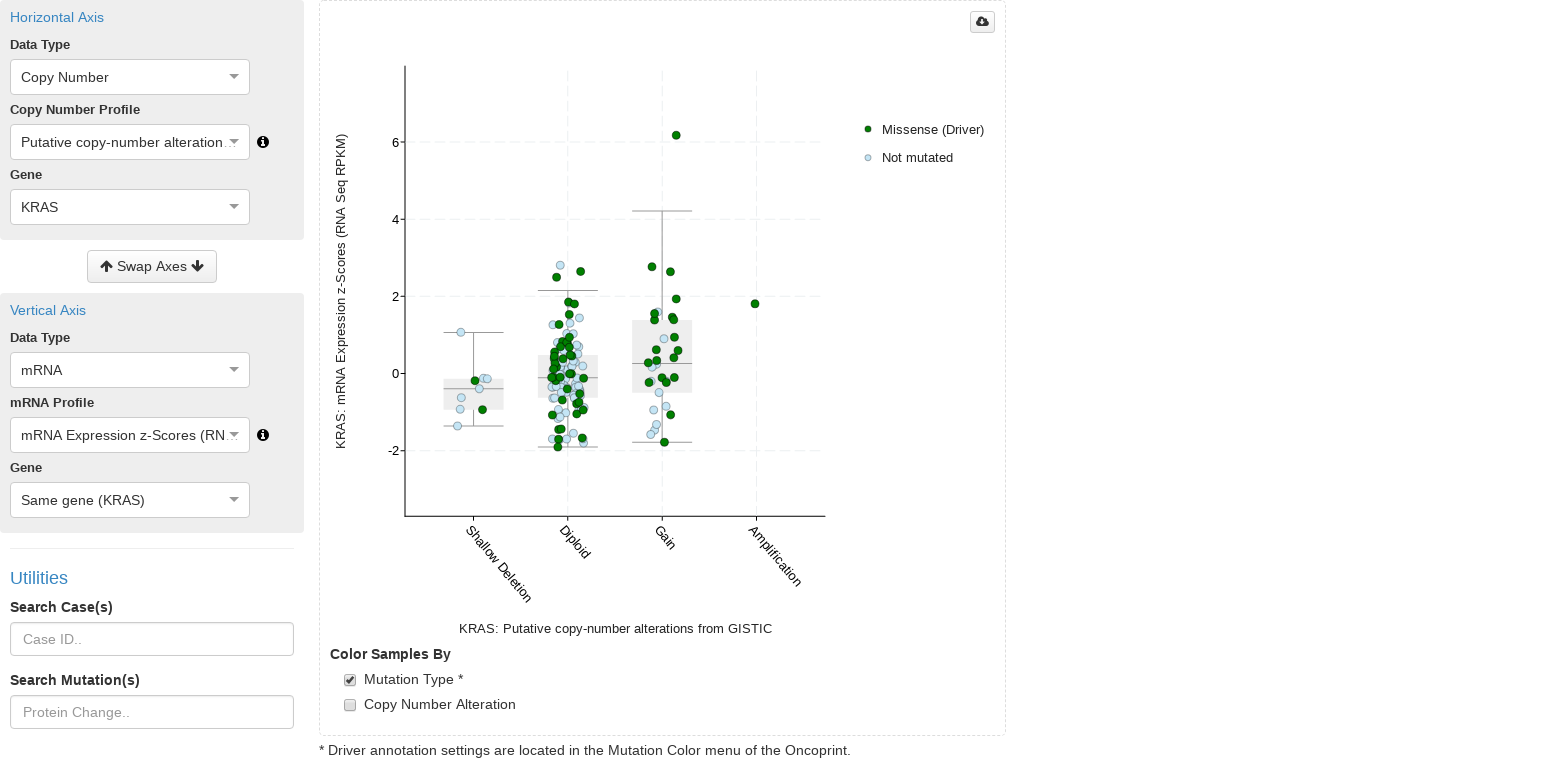 Horizontal Axis
Data Type
Copy Number
Copy Number Profile
Putative copy-number alteration…
Gene
KRAS
Swap Axes
Vertical Axis
Data Type
mRNA
mRNA Profile
mRNA Expression z-Scores (RN…
Gene
Same gene (KRAS)
Utilities
Search Case(s)
Case ID..
Search Mutation(s)
Protein Change..
KRAS: mRNA Expression z-Scores (RNA Seq RPKM)
6
4
2
0
-2
Shallow Deletion
Diploid
Gain
Amplification
KRAS: Putative copy-number alterations from GISTIC
Missense (Driver)
Not mutated
Color Samples By
Mutation Type *
Copy Number Alteration
* Driver annotation settings are located in the Mutation Color menu of the Oncoprint.